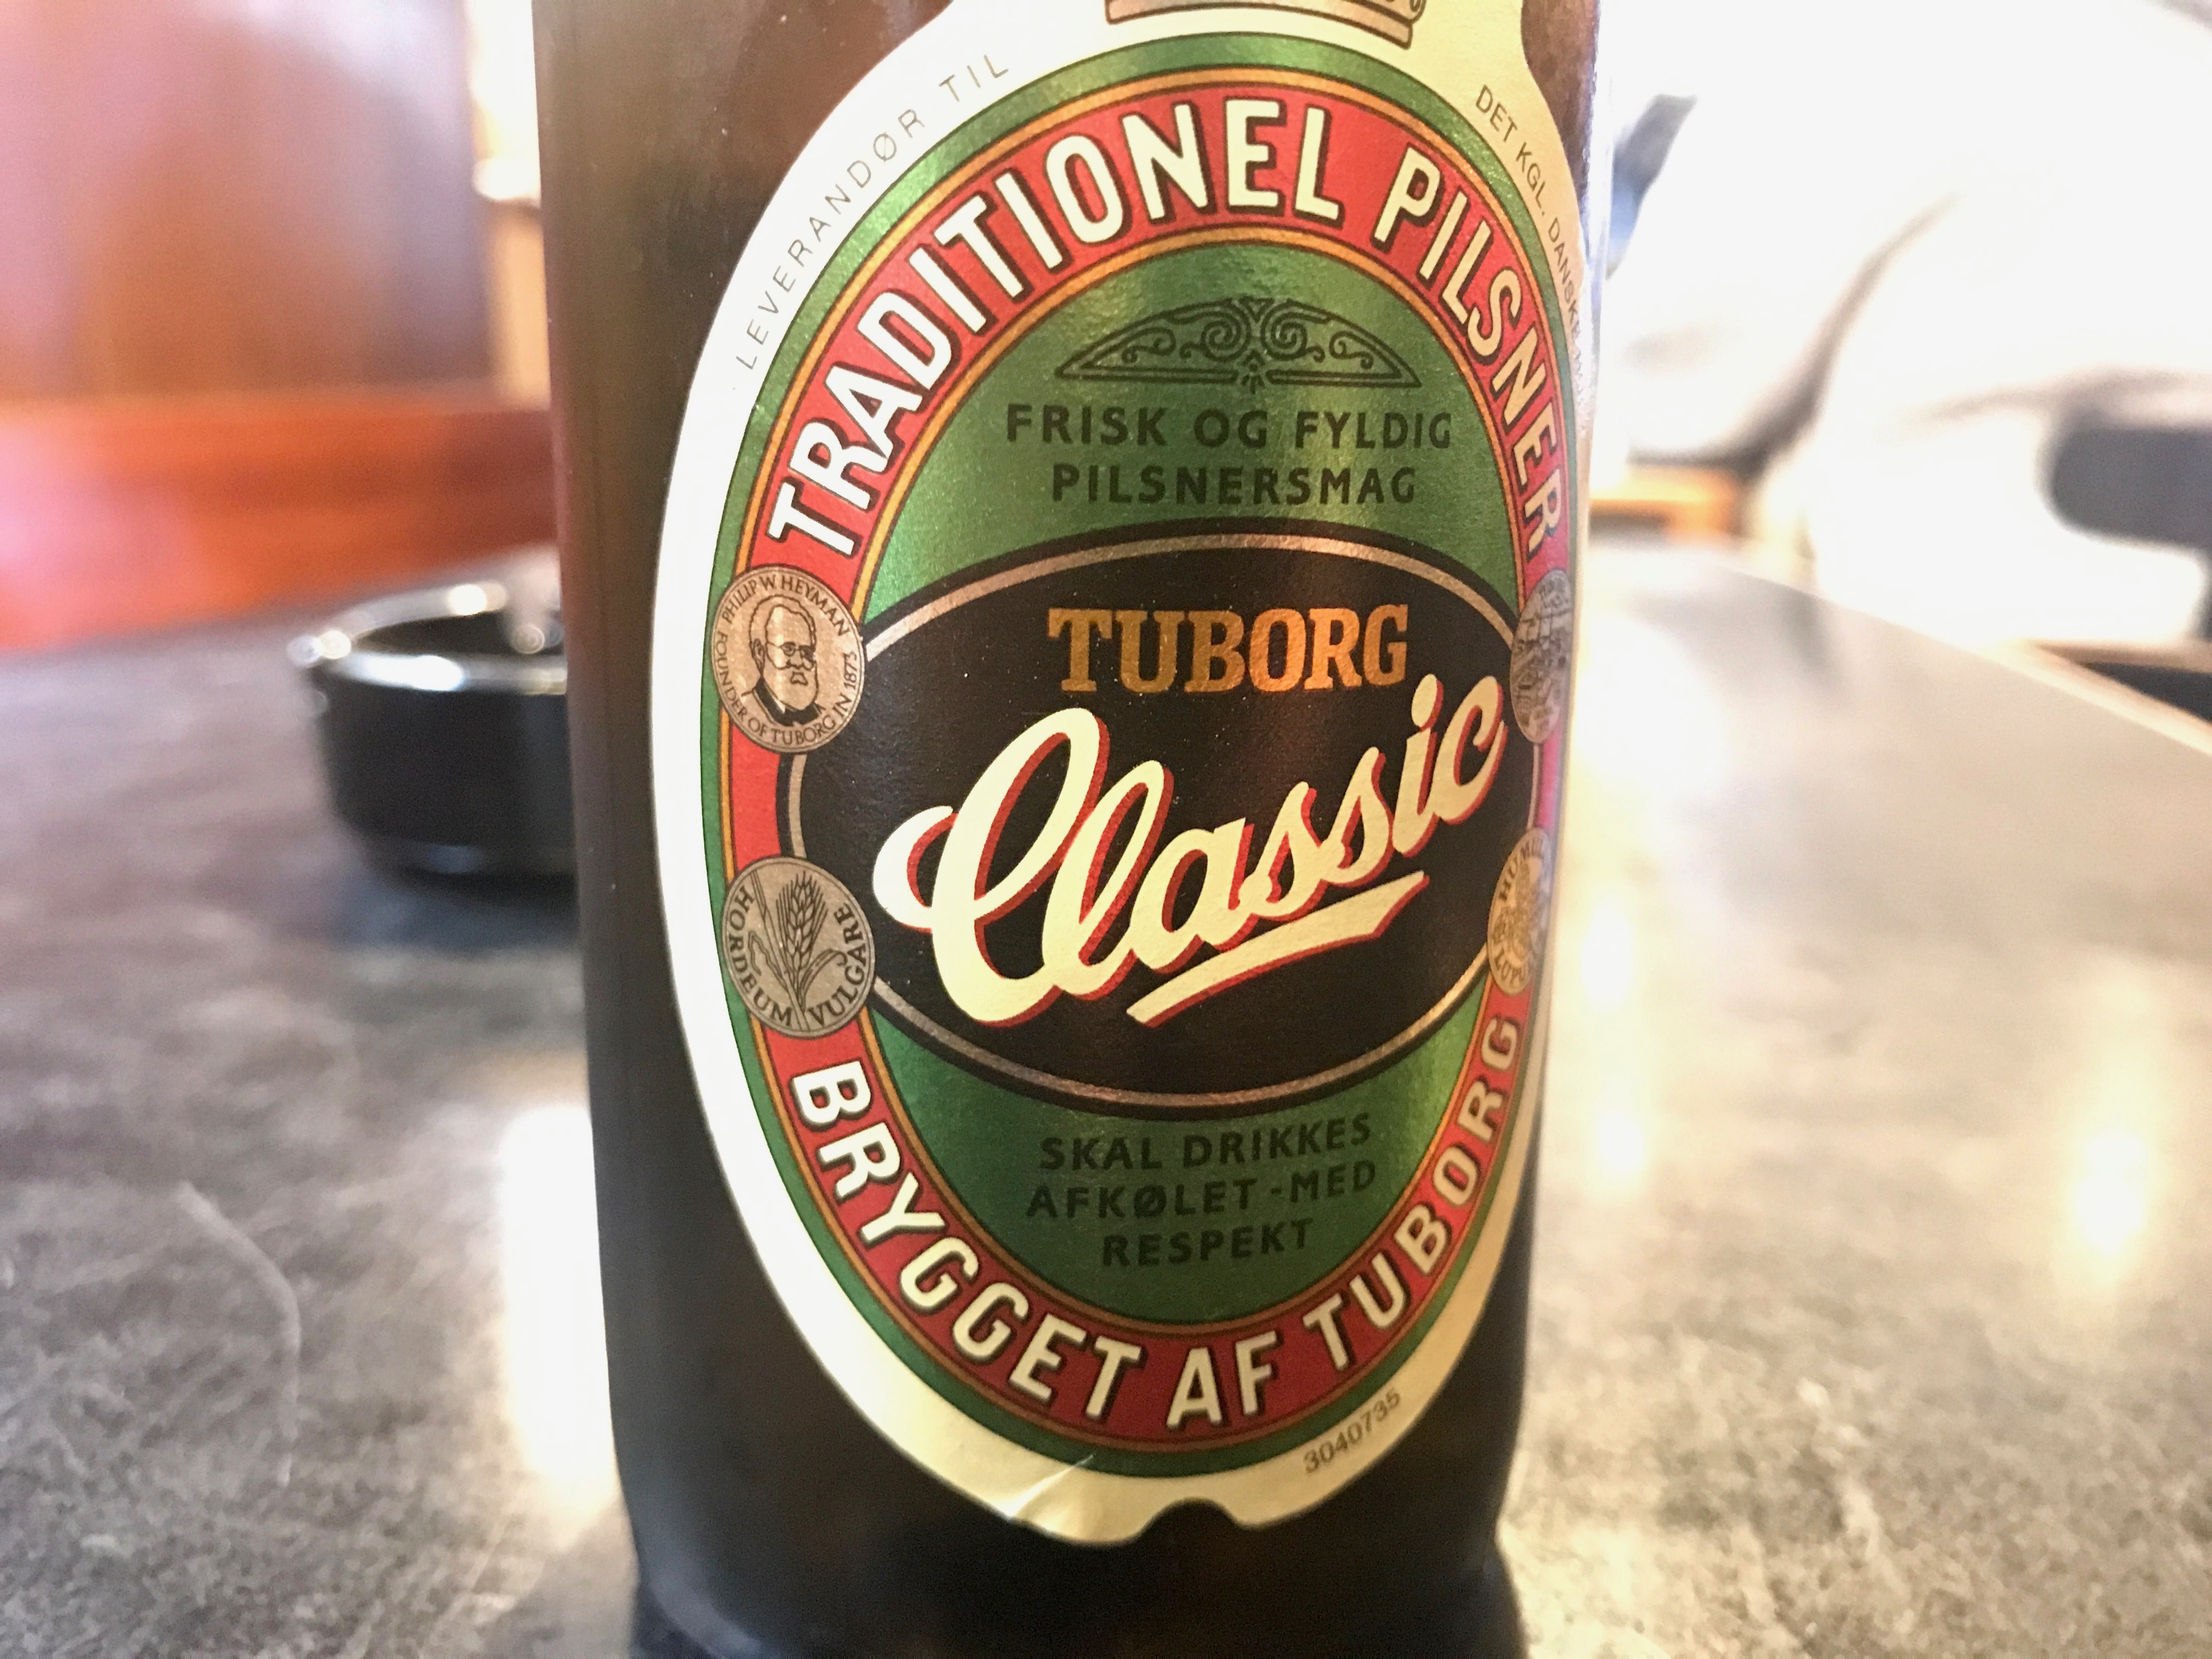 LEVERANDØR TIL
DET KGL. DANSKE
TRADITIONEL PILSNER
FRISK OG FYLDIG
PILSNERSMAG
PHILIP W HEYMAN
FOUNDER OF TUBORG IN 1873
TUBORG
Classic
HORDEUM VULGARE
SKAL DRIKKES
AFKØLET - MED
RESPEKT
BRYGGET AF TUBORG
3040735